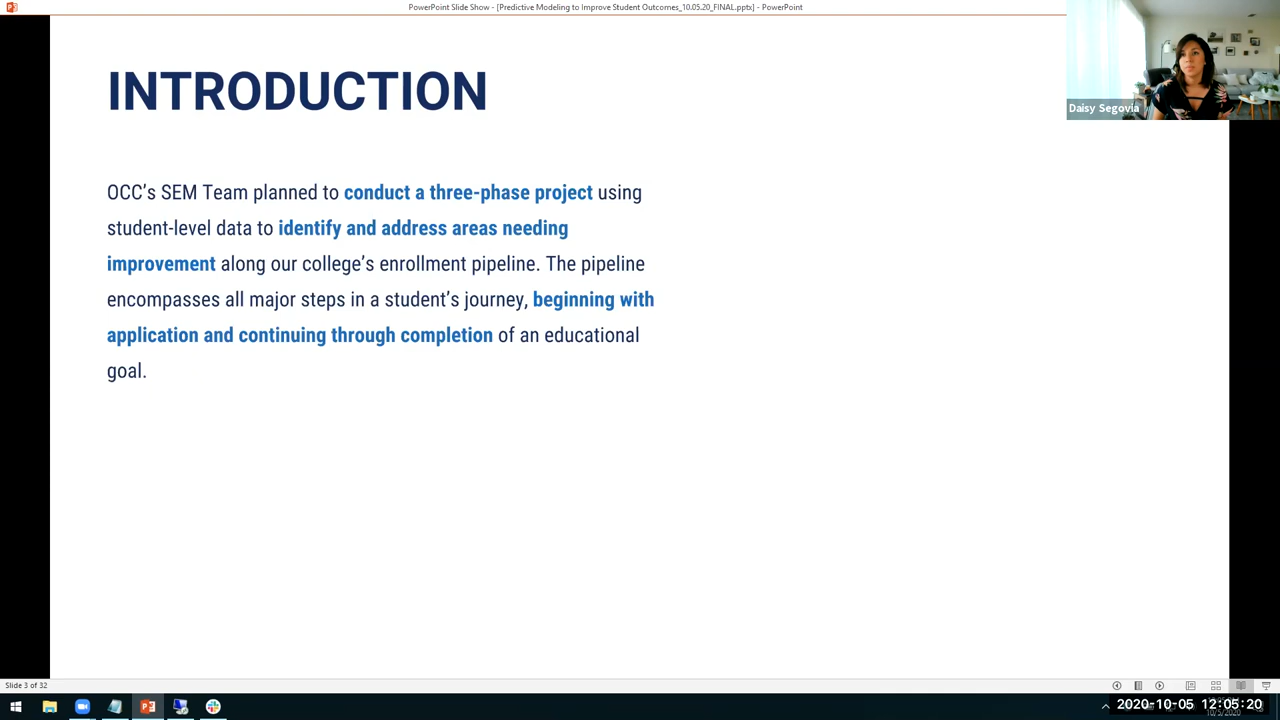 PowerPoint Slide Show - [Predictive Modeling to Improve Student Outcomes_10.05.20_FINAL.pptx] - PowerPoint
INTRODUCTION
Daisy Segovia
OCC's SEM Team planned to conduct a three-phase project using
student-level data to identify and address areas needing
improvement along our college's enrollment pipeline. The pipeline
encompasses all major steps in a student's journey, beginning with
application and continuing through completion of an educational
goal.
Slide 3 of 32
2020-10-05 12:05:20
10/5/2020